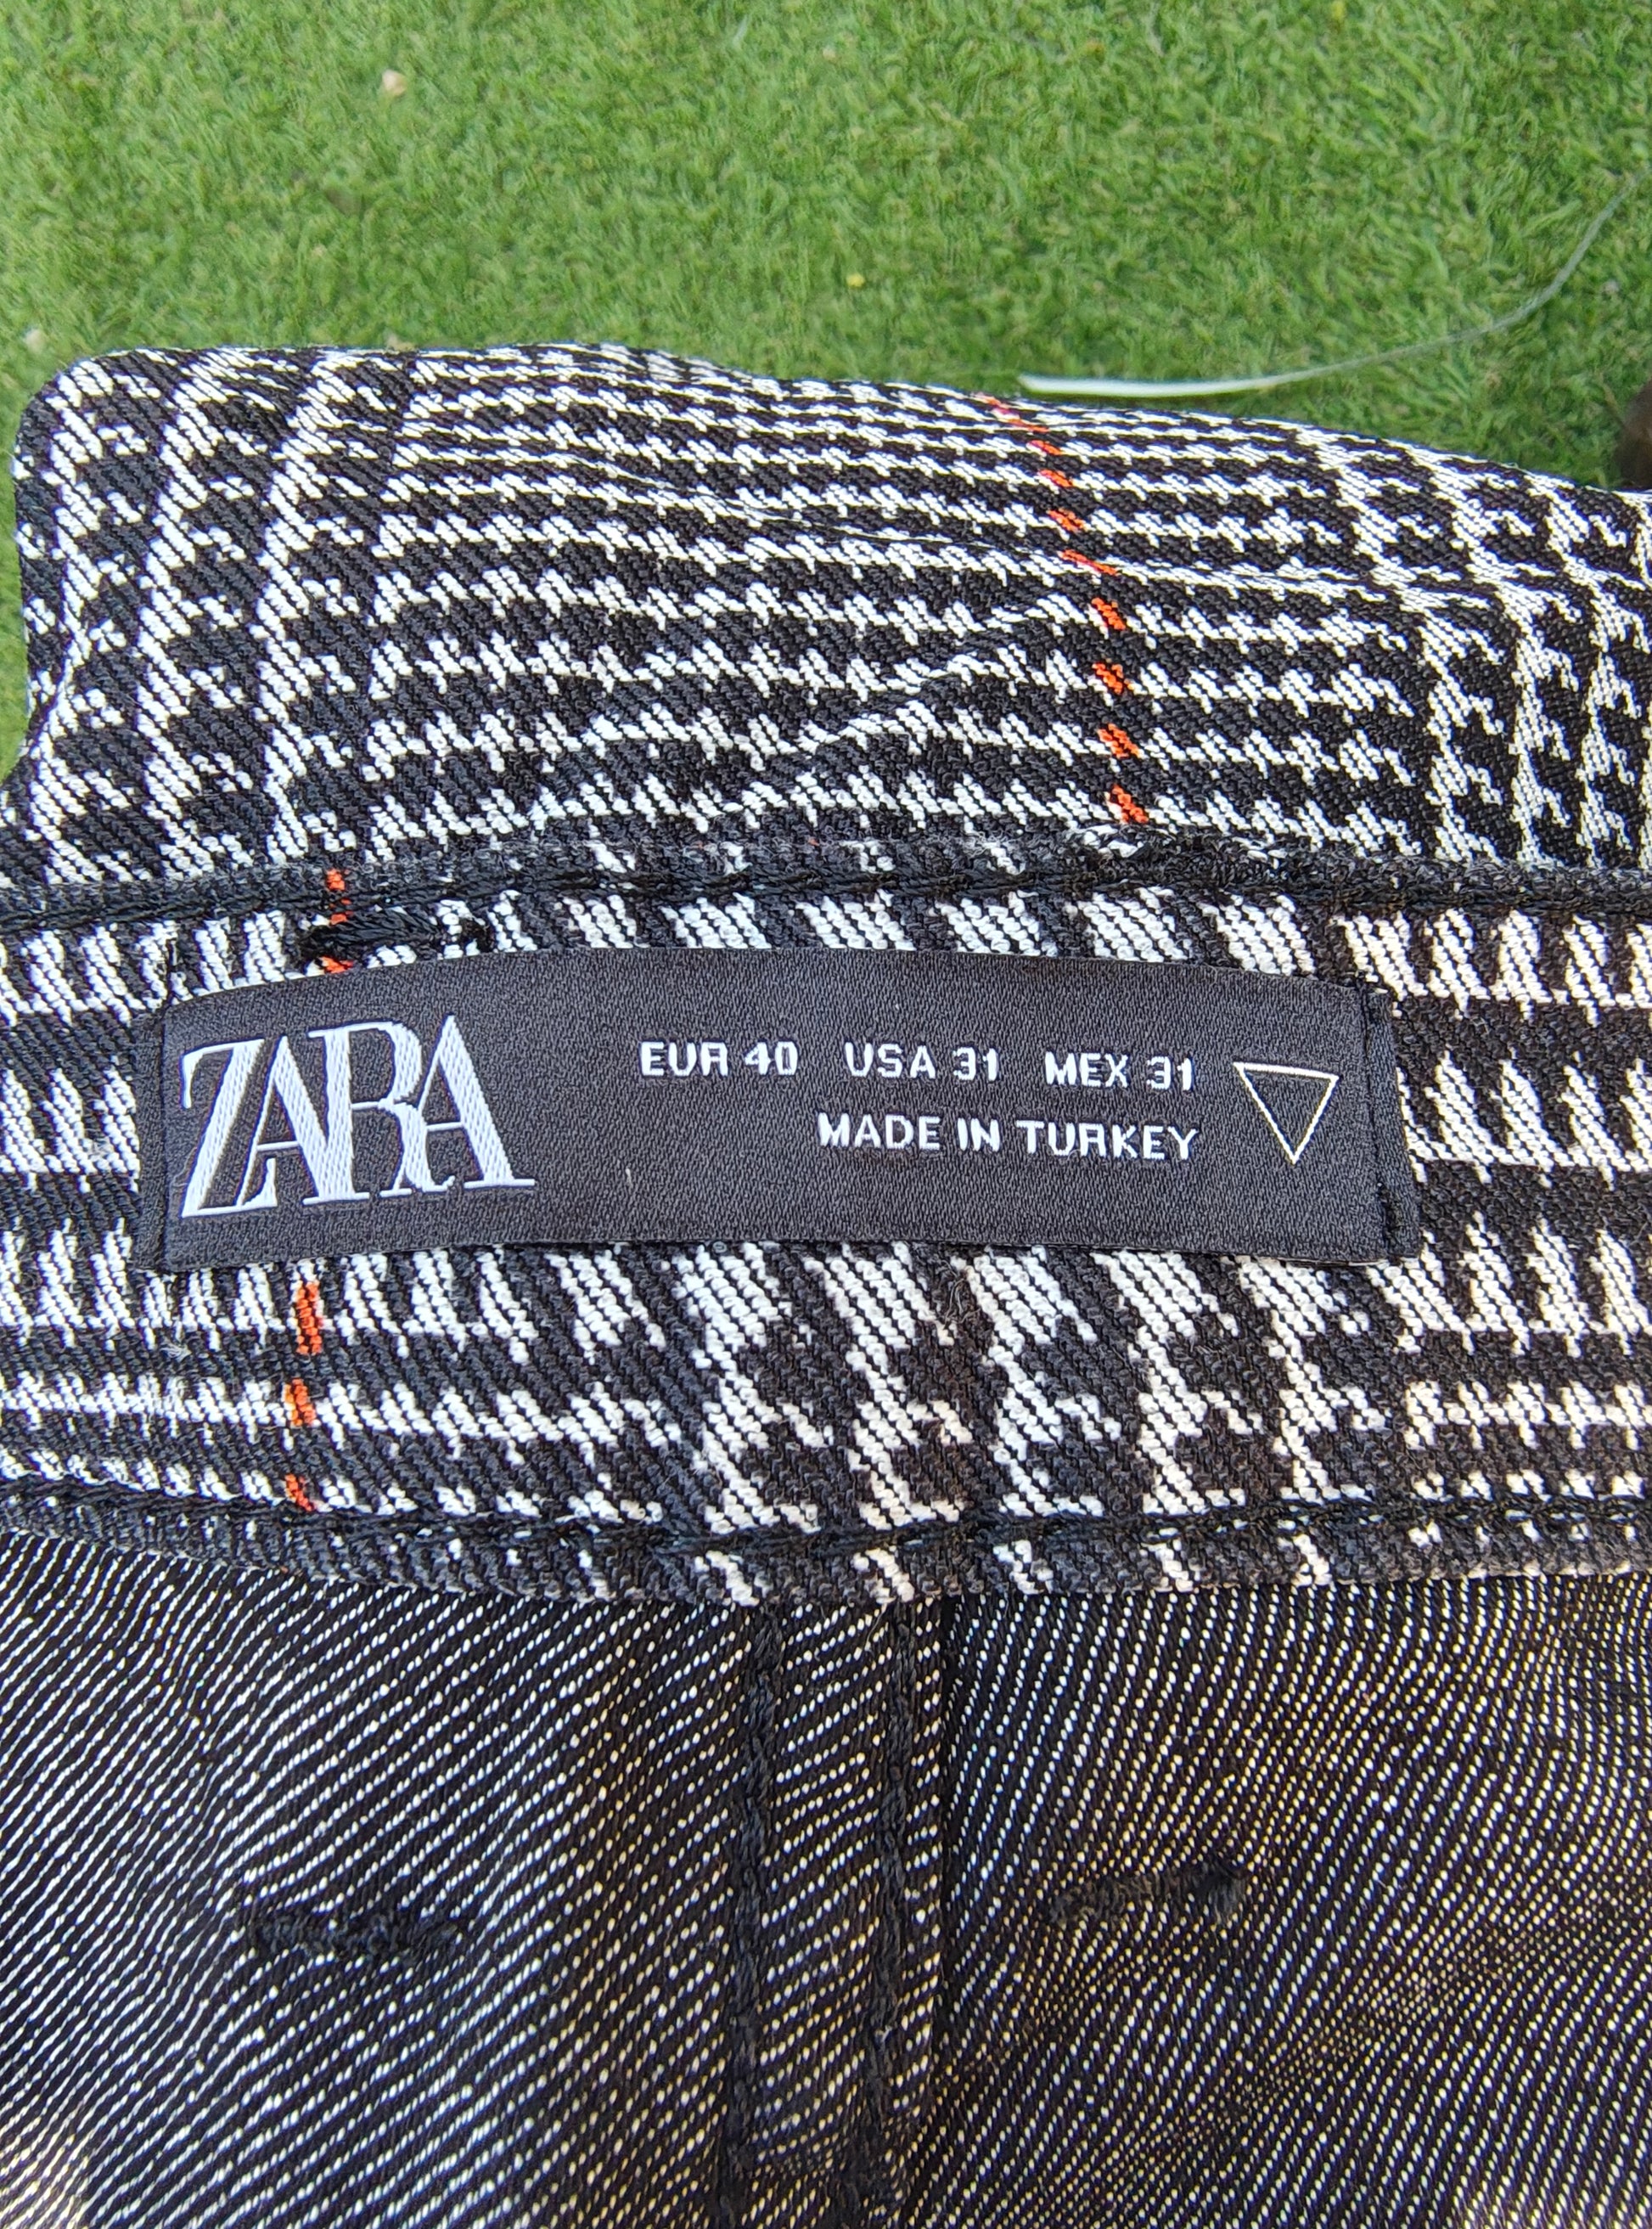 ZARA
EUR 40 USA 31 MEX 31
MADE IN TURKEY